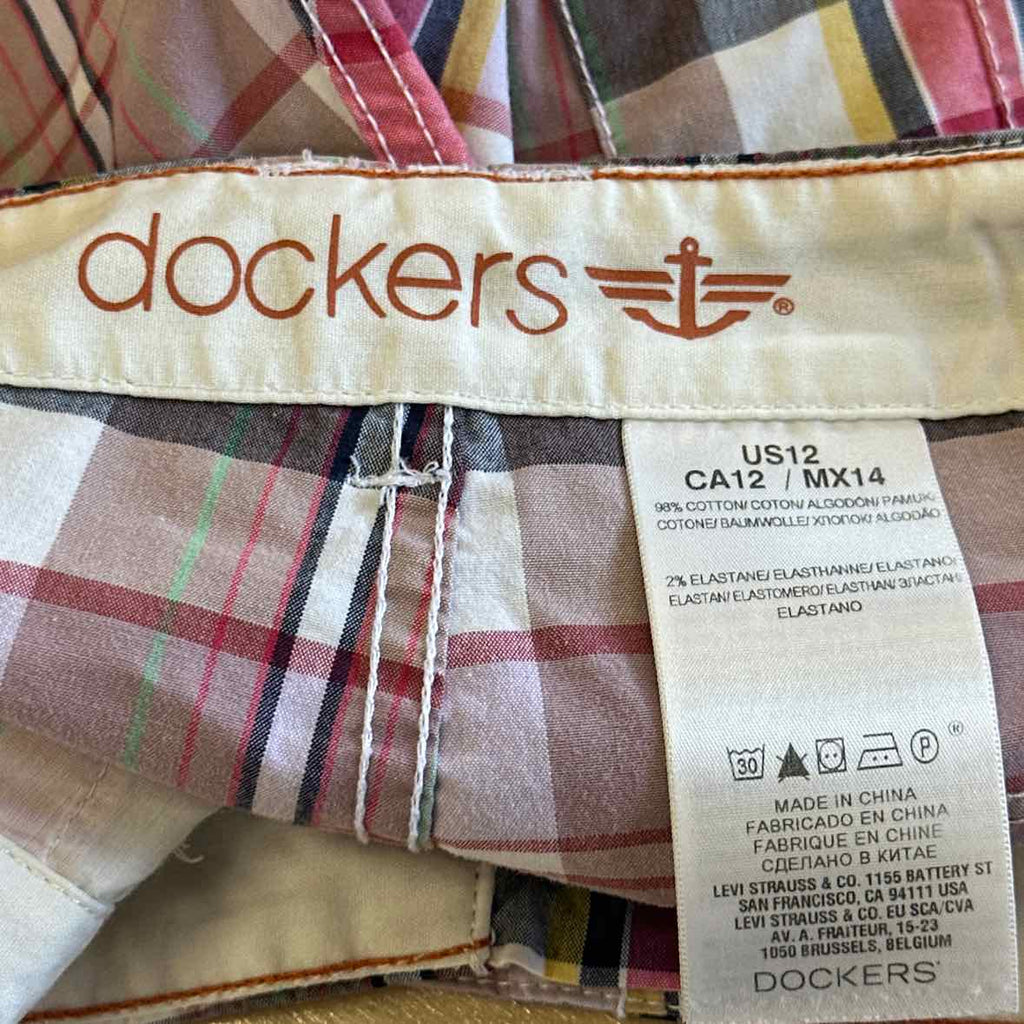 dockers ®
US12
CA12 / MX14
98% COTTON/ COTON/ ALGODÓN/ PAMUK/
COTONE/ BAUMWOLLE/ ХЛОПОК/ ALGODÃO
2% ELASTANE/ ELASTHANNE/ ELASTANO/
ELASTAN/ ELASTOMERO/ ELASTHAN/ ЭЛАСТАН/
ELASTANO
30 P ®
MADE IN CHINA
FABRICADO EN CHINA
FABRIQUE EN CHINE
СДЕЛАНО В КИТАЕ
LEVI STRAUSS & CO. 1155 BATTERY ST
SAN FRANCISCO, CA 94111 USA
LEVI STRAUSS & CO. EU SCA/CVA
AV. A. FRAITEUR, 15-23
1050 BRUSSELS, BELGIUM
DOCKERS®